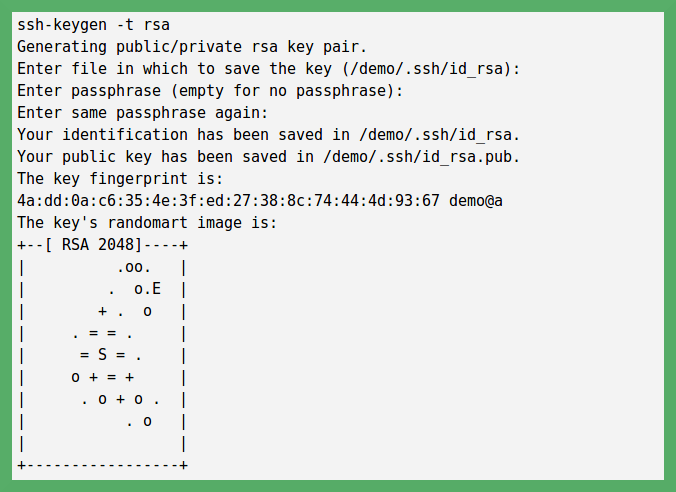 ssh-keygen -t rsa
Generating public/private rsa key pair.
Enter file in which to save the key (/demo/.ssh/id_rsa):
Enter passphrase (empty for no passphrase):
Enter same passphrase again:
Your identification has been saved in /demo/.ssh/id_rsa.
Your public key has been saved in /demo/.ssh/id_rsa.pub.
The key fingerprint is:
4a:dd:0a:c6:35:4e:3f:ed:27:38:8c:74:44:4d:93:67 demo@a
The key's randomart image is:
+--[ RSA 2048]----+
|          .oo.   |
|         .  o.E  |
|        + .  o   |
|     . = = .     |
|      = S = .    |
|     o + = +     |
|      . o + o .  |
|           . o   |
|                 |
+-----------------+